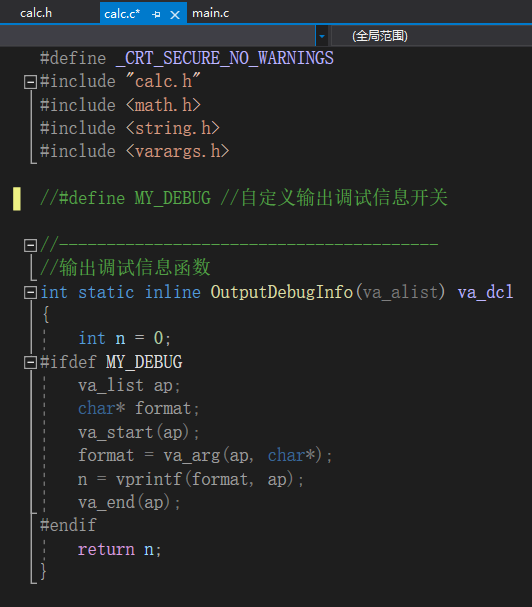 calc.h calc.c* main.c
(全局范围)
#define _CRT_SECURE_NO_WARNINGS
#include "calc.h"
#include <math.h>
#include <string.h>
#include <varargs.h>
//#define MY_DEBUG //自定义输出调试信息开关
//----------------------------------------
//输出调试信息函数
int static inline OutputDebugInfo(va_alist) va_dcl
{
int n = 0;
#ifdef MY_DEBUG
va_list ap;
char* format;
va_start(ap);
format = va_arg(ap, char*);
n = vprintf(format, ap);
va_end(ap);
#endif
return n;
}